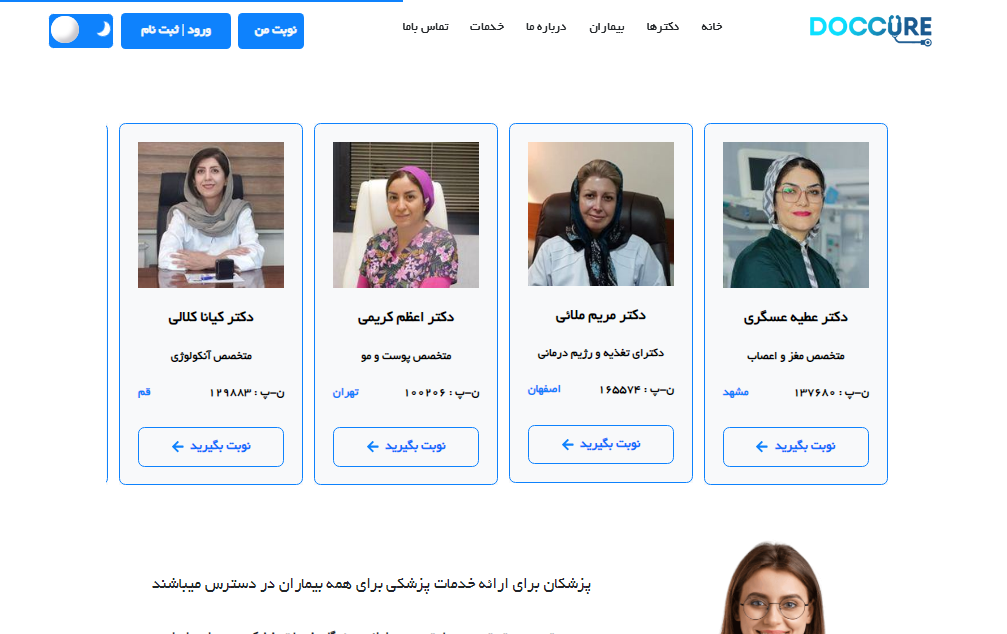 DOCCURE
خانه دکترها بیماران درباره ما خدمات تماس باما
نوبت من
ورود | ثبت نام
دکتر عطیه عسگری
متخصص مغز و اعصاب
ن-پ : ۱۳۷۶۸۰ مشهد
نوبت بگیرید
دکتر مریم ملائی
دکترای تغذیه و رژیم درمانی
ن-پ : ۱۶۵۵۷۴ اصفهان
نوبت بگیرید
دکتر اعظم کریمی
متخصص پوست و مو
ن-پ : ۱۰۰۲۰۶ تهران
نوبت بگیرید
دکتر کیانا کلالی
متخصص آنکولوژی
ن-پ : ۱۲۹۸۸۳ قم
نوبت بگیرید
پزشکان برای ارائه خدمات پزشکی برای همه بیماران در دسترس میباشند